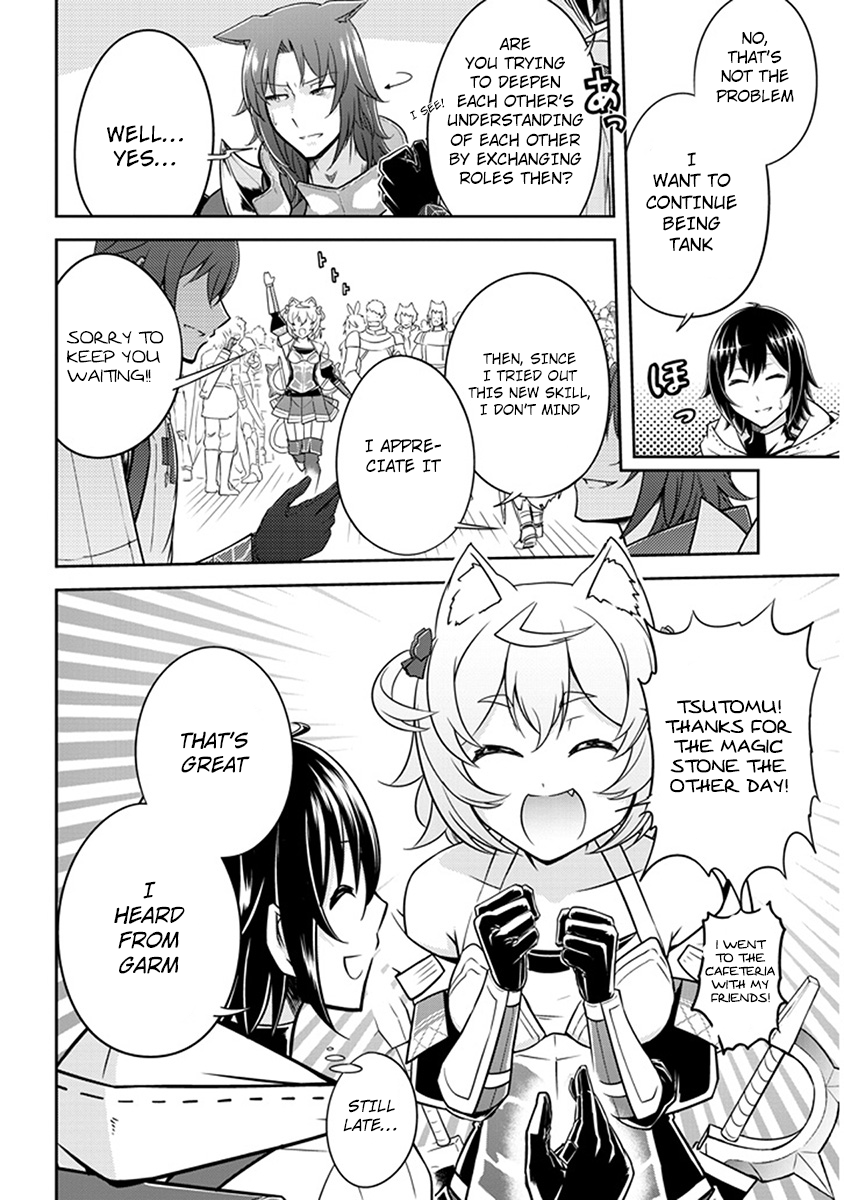 NO,
THAT'S
NOT THE
PROBLEM
I
WANT TO
CONTINUE
BEING
TANK
ほっ
あっ
ARE
YOU TRYING
TO DEEPEN
EACH OTHER'S
UNDERSTANDING
OF EACH OTHER
BY EXCHANGING
ROLES THEN?
I SEE!
WELL...
YES...
THEN, SINCE
I TRIED OUT
THIS NEW SKILL,
I DON'T MIND
I APPRE-
CIATE IT
トトト
SORRY TO
KEEP YOU
WAITING!!
TSUTOMU!
THANKS FOR
THE MAGIC
STONE THE
OTHER DAY!
I WENT
TO THE
CAFETERIA
WITH MY
FRIENDS!
THAT'S
GREAT
I
HEARD
FROM
GARM
STILL
LATE...